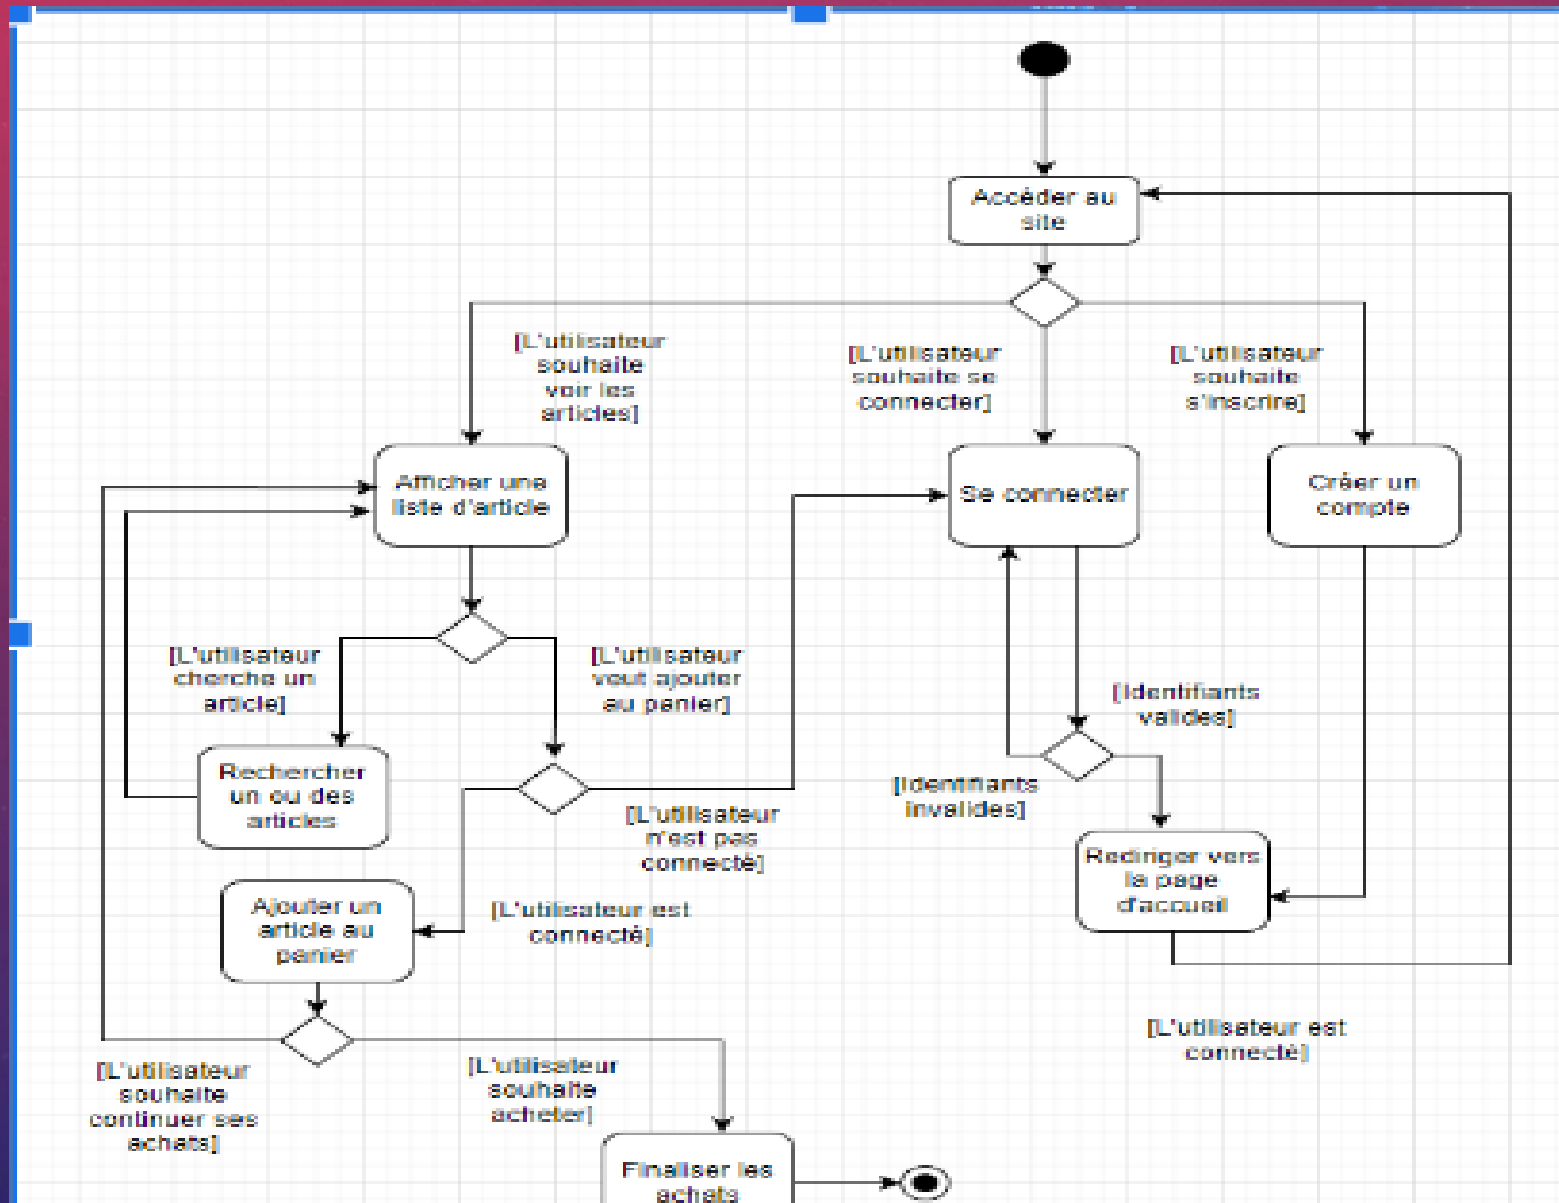 Accéder au
site
[L'utilisateur
souhaite
voir les
articles]
[L'utilisateur
souhaite se
connecter]
[L'utilisateur
souhaite
s'inscrire]
Afficher une
liste d'article
Se connecter
Créer un
compte
[L'utilisateur
cherche un
article]
[L'utilisateur
veut ajouter
au panier]
[Identifiants
valides]
Rechercher
un ou des
articles
[Identifiants
invalides]
[L'utilisateur
n'est pas
connecté]
Rediriger vers
la page
d'accueil
Ajouter un
article au
panier
[L'utilisateur est
connecté]
[L'utilisateur est
connecté]
[L'utilisateur
souhaite
continuer ses
achats]
[L'utilisateur
souhaite
acheter]
Finaliser les
achats